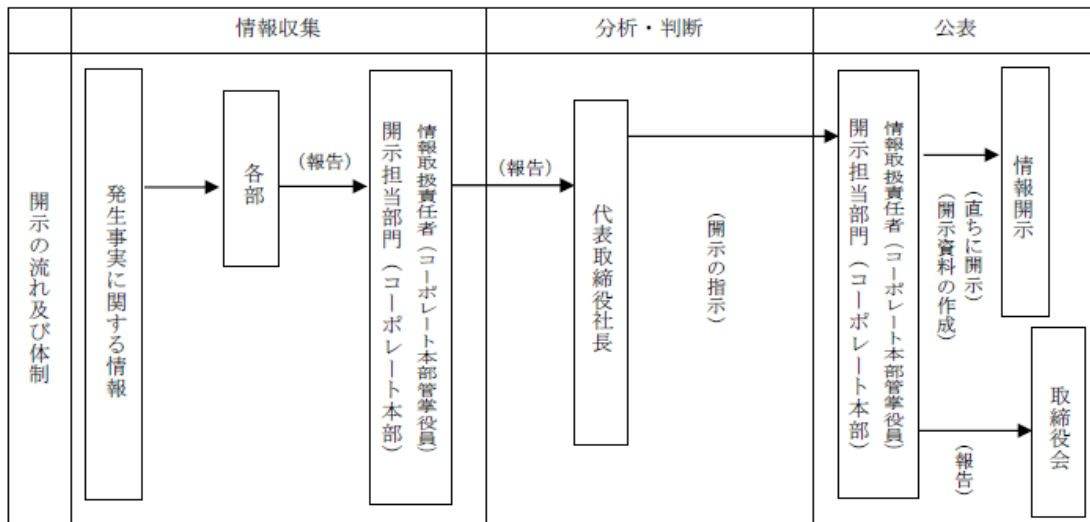 情報収集
分析・判断
公表
開示の流れ及び体制
発生事実に関する情報
各部
（報告）
情報取扱責任者（コーポレート本部管掌役員）
開示担当部門（コーポレート本部）
（報告）
代表取締役社長
（開示の指示）
情報取扱責任者（コーポレート本部管掌役員）
開示担当部門（コーポレート本部）
（直ちに開示）
（開示資料の作成）
情報開示
（報告）
取締役会